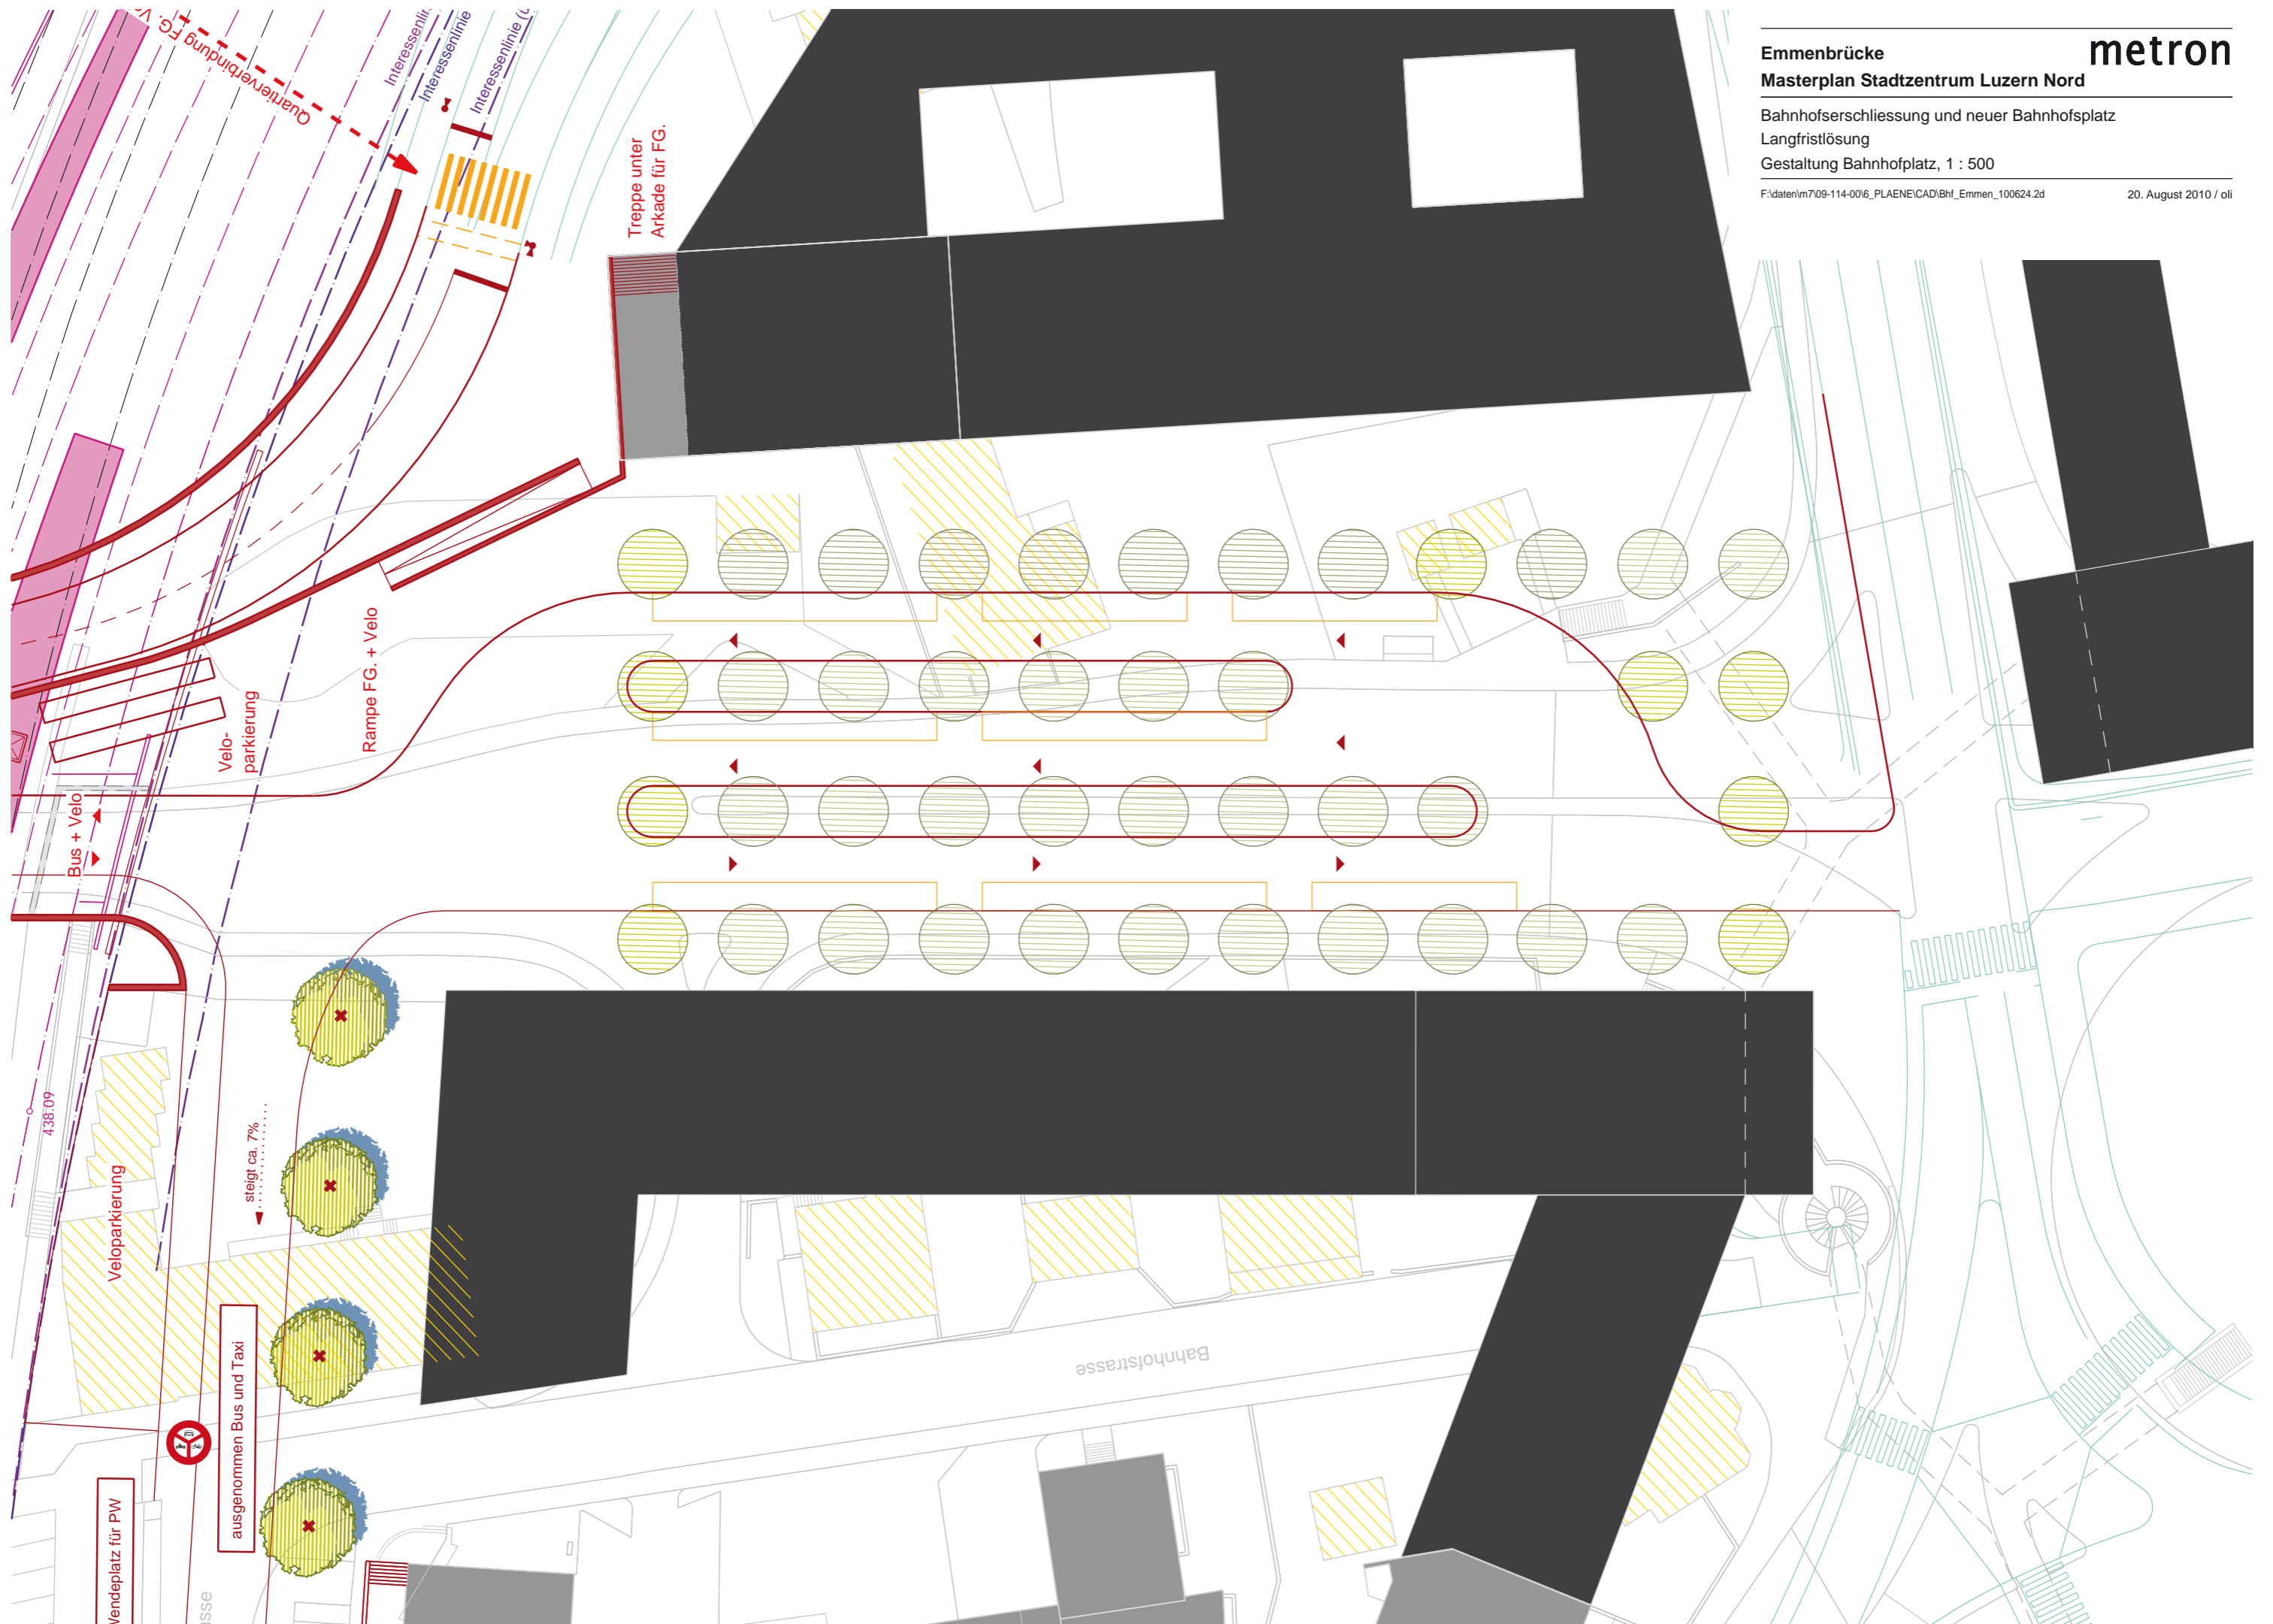 metron
Emmenbrücke
Masterplan Stadtzentrum Luzern Nord
Bahnhofserschliessung und neuer Bahnhofsplatz
Langfristlösung
Gestaltung Bahnhofplatz, 1 : 500
F:\daten\m7\09-114-00\6_PLAENE\CAD\Bhf_Emmen_100624.2d
20. August 2010 / oli
Quartierverbindung FG.
Interessenlin
Interessenlinie
Interessenlinie (ü
Treppe unter
Arkade für FG.
Rampe FG. + Velo
Velo-
parkierung
Bus + Velo
438.09
steigt ca. 7%
Veloparkierung
ausgenommen Bus und Taxi
Wendeplatz für PW
Bahnhofstrasse
sse